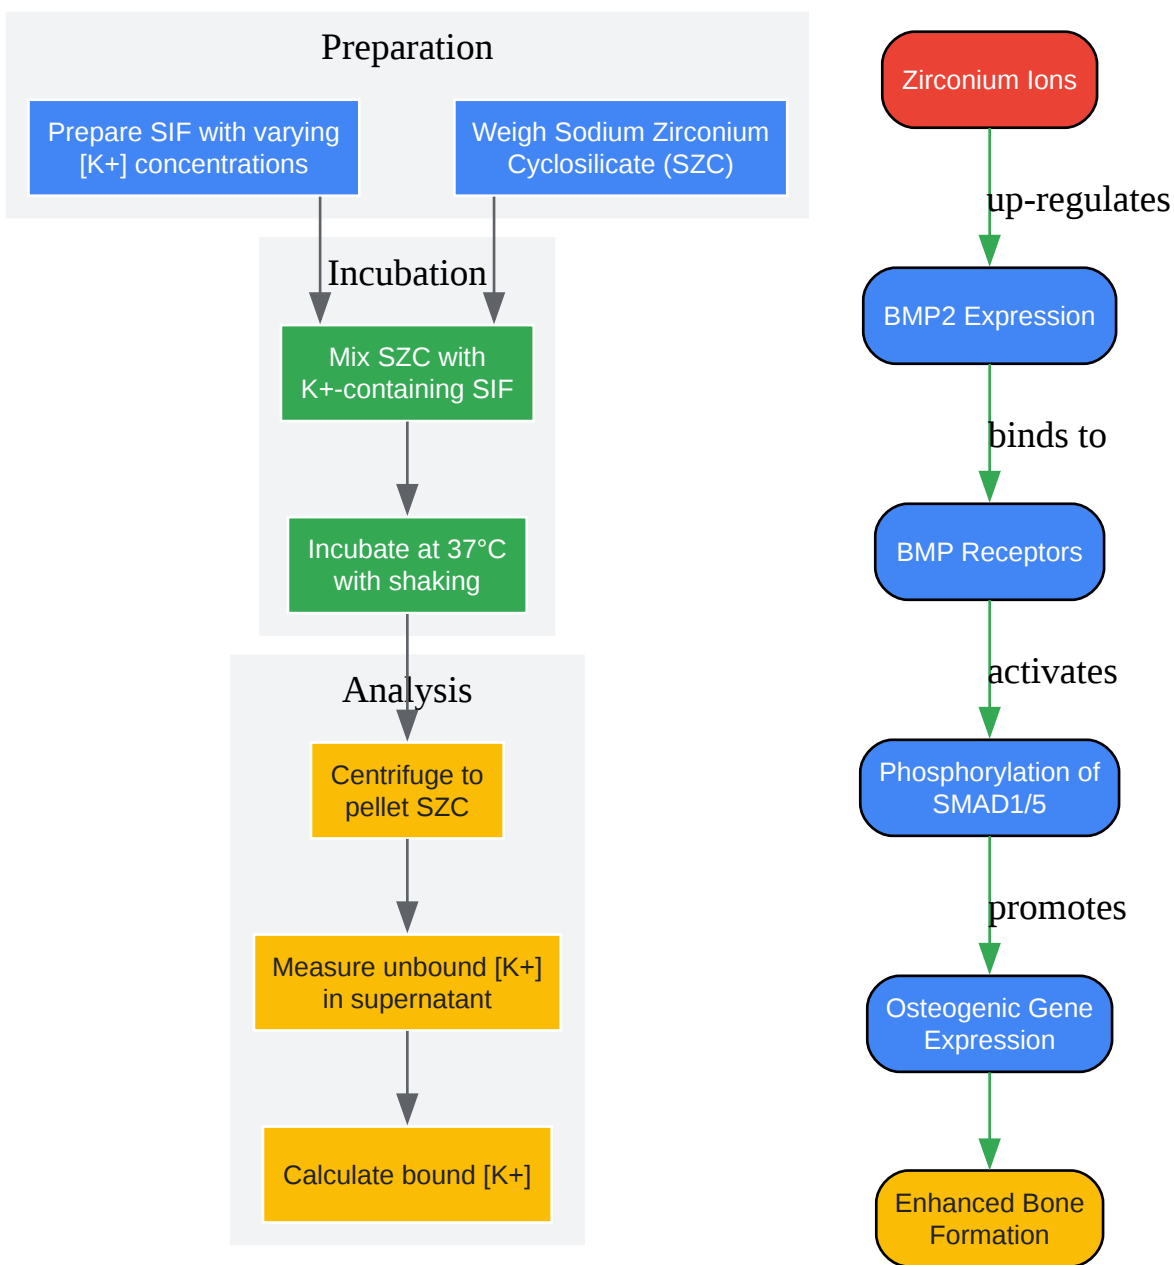 Preparation
Prepare SIF with varying
[K+] concentrations
Weigh Sodium Zirconium
Cyclosilicate (SZC)
Incubation
Mix SZC with
K+-containing SIF
Incubate at 37°C
with shaking
Analysis
Centrifuge to
pellet SZC
Measure unbound [K+]
in supernatant
Calculate bound [K+]
Zirconium Ions
up-regulates
BMP2 Expression
binds to
BMP Receptors
activates
Phosphorylation of
SMAD1/5
promotes
Osteogenic Gene
Expression
Enhanced Bone
Formation